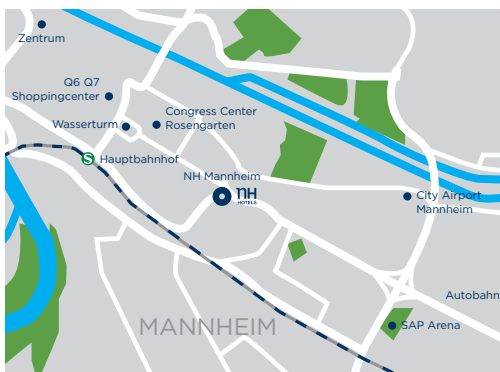 Zentrum
Q6 Q7
Shoppingcenter
Congress Center
Rosengarten
Wasserturm
S
Hauptbahnhof
NH Mannheim
nH
HOTELS
City Airport
Mannheim
Autobahn
SAP Arena
MANNHEIM